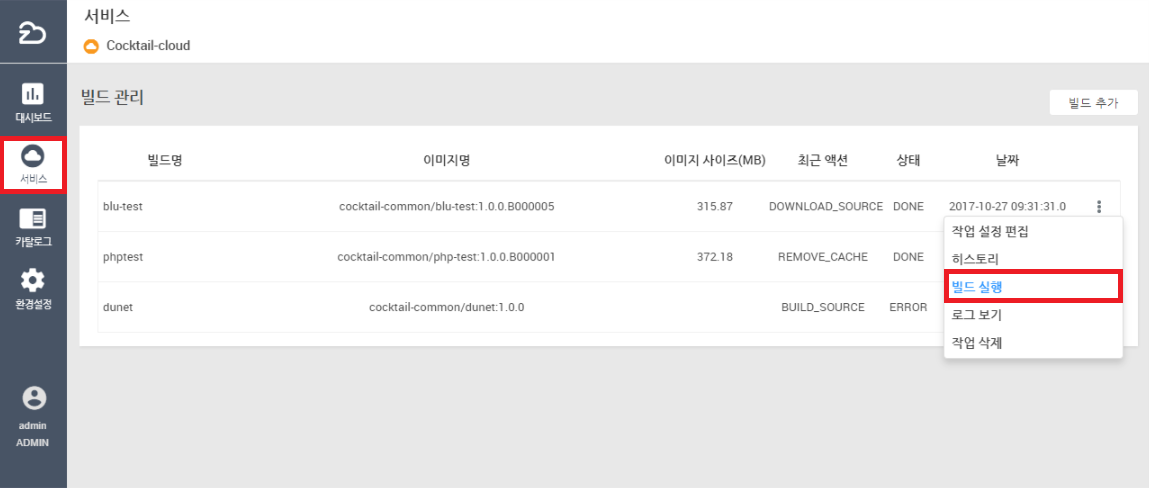 서비스
Cocktail-cloud
대시보드
서비스
카탈로그
환경설정
admin
ADMIN
빌드 관리
빌드 추가
빌드명 이미지명 이미지 사이즈(MB) 최근 액션 상태 날짜
blu-test cocktail-common/blu-test:1.0.0.B000005 315.87 DOWNLOAD_SOURCE DONE 2017-10-27 09:31:31.0
phptest cocktail-common/php-test:1.0.0.B000001 372.18 REMOVE_CACHE DONE
dunet cocktail-common/dunet:1.0.0 BUILD_SOURCE ERROR
작업 설정 편집
히스토리
빌드 실행
로그 보기
작업 삭제